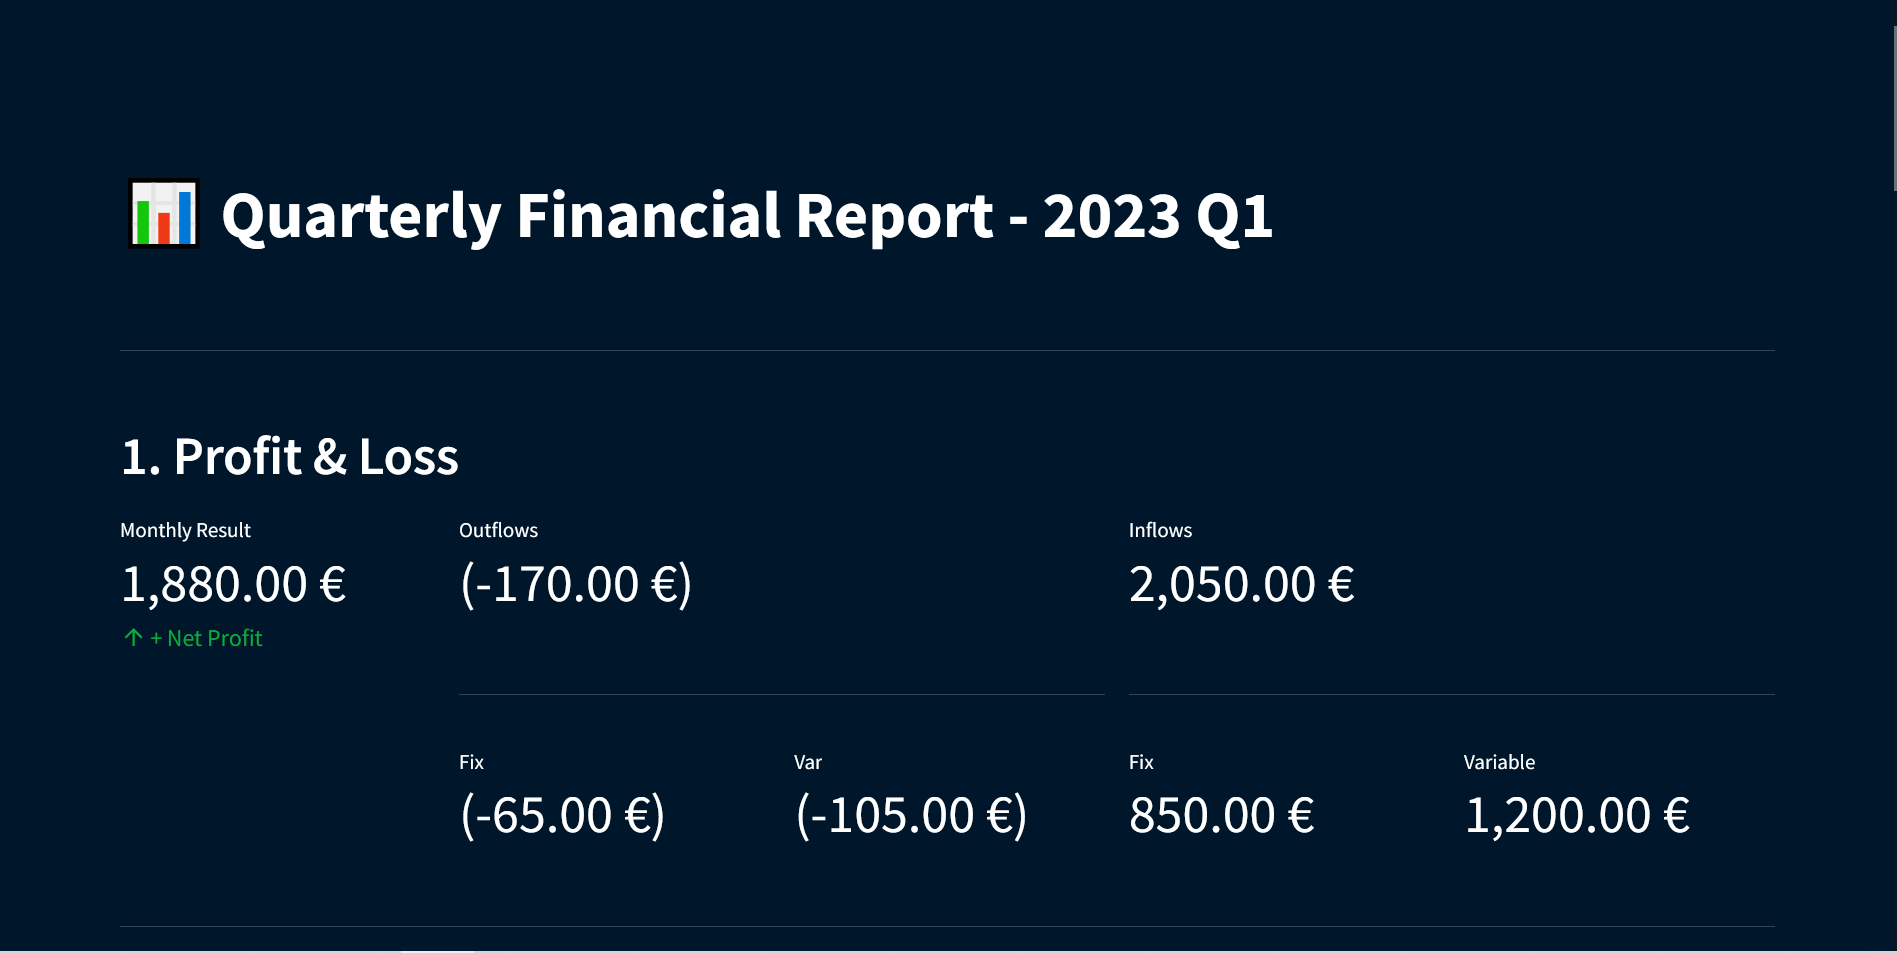 Quarterly Financial Report - 2023 Q1
1. Profit & Loss
Monthly Result
1,880.00 €
↑ + Net Profit
Outflows
(-170.00 €)
Inflows
2,050.00 €
Fix
(-65.00 €)
Var
(-105.00 €)
Fix
850.00 €
Variable
1,200.00 €